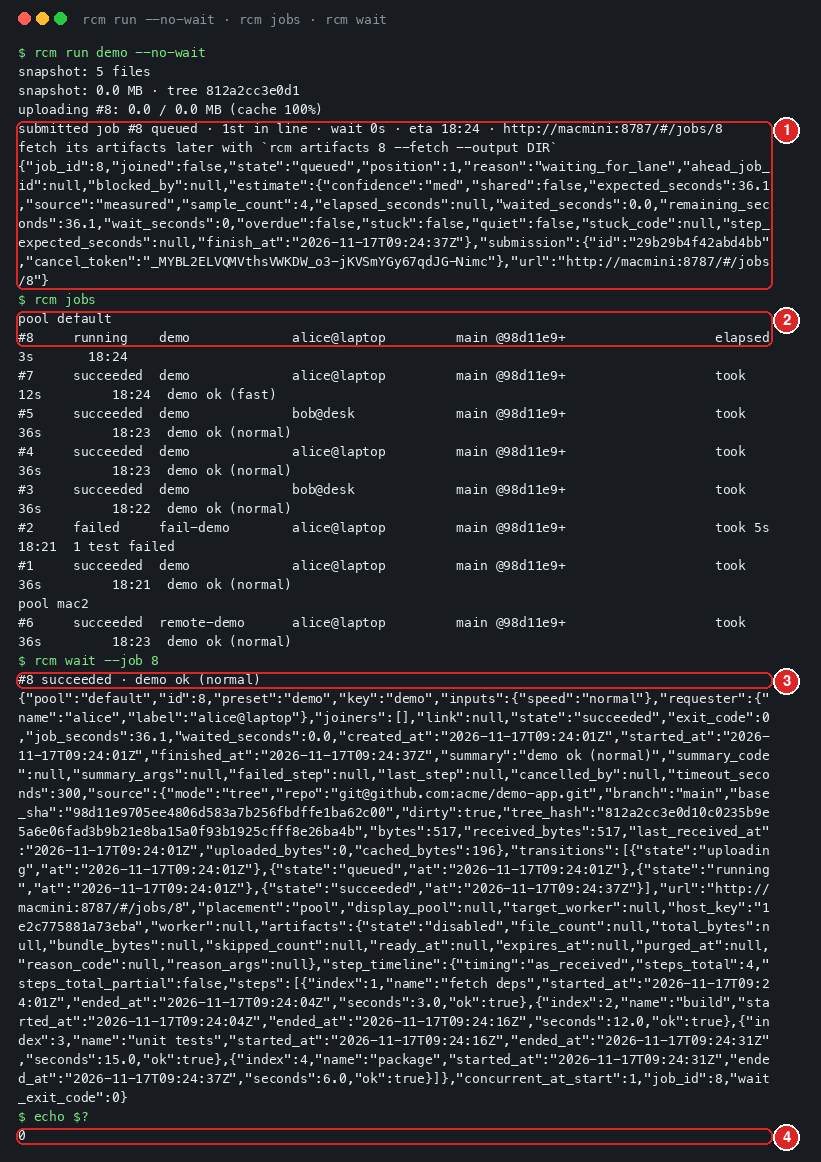 rcm run --no-wait · rcm jobs · rcm wait
$ rcm run demo --no-wait
snapshot: 5 files
snapshot: 0.0 MB · tree 812a2cc3e0d1
uploading #8: 0.0 / 0.0 MB (cache 100%)
submitted job #8 queued · 1st in line · wait 0s · eta 18:24 · http://macmini:8787/#/jobs/8
1
fetch its artifacts later with `rcm artifacts 8 --fetch --output DIR`
{"job_id":8,"joined":false,"state":"queued","position":1,"reason":"waiting_for_lane","ahead_job_
id":null,"blocked_by":null,"estimate":{"confidence":"med","shared":false,"expected_seconds":36.1
,"source":"measured","sample_count":4,"elapsed_seconds":null,"waited_seconds":0.0,"remaining_sec
onds":36.1,"wait_seconds":0,"overdue":false,"stuck":false,"quiet":false,"stuck_code":null,"step_
expected_seconds":null,"finish_at":"2026-11-17T09:24:37Z"},"submission":{"id":"29b29b4f42abd4bb"
,"cancel_token":"_MYBL2ELVQMVthsVWKDW_o3-jKVSmYGy67qdJG-Nimc"},"url":"http://macmini:8787/#/jobs
/8"}
$ rcm jobs
pool default
2
#8     running    demo             alice@laptop         main @98d11e9+                   elapsed
3s      18:24
#7     succeeded  demo             alice@laptop         main @98d11e9+                   took
12s         18:24  demo ok (fast)
#5     succeeded  demo             bob@desk             main @98d11e9+                   took
36s         18:23  demo ok (normal)
#4     succeeded  demo             alice@laptop         main @98d11e9+                   took
36s         18:23  demo ok (normal)
#3     succeeded  demo             bob@desk             main @98d11e9+                   took
36s         18:22  demo ok (normal)
#2     failed     fail-demo        alice@laptop         main @98d11e9+                   took 5s
18:21  1 test failed
#1     succeeded  demo             alice@laptop         main @98d11e9+                   took
36s         18:21  demo ok (normal)
pool mac2
#6     succeeded  remote-demo      alice@laptop         main @98d11e9+                   took
36s         18:23  demo ok (normal)
$ rcm wait --job 8
#8 succeeded · demo ok (normal)
3
{"pool":"default","id":8,"preset":"demo","key":"demo","inputs":{"speed":"normal"},"requester":{"
name":"alice","label":"alice@laptop"},"joiners":[],"link":null,"state":"succeeded","exit_code":0
,"job_seconds":36.1,"waited_seconds":0.0,"created_at":"2026-11-17T09:24:01Z","started_at":"2026-
11-17T09:24:01Z","finished_at":"2026-11-17T09:24:37Z","summary":"demo ok (normal)","summary_code
":null,"summary_args":null,"failed_step":null,"last_step":null,"cancelled_by":null,"timeout_seco
nds":300,"source":{"mode":"tree","repo":"git@github.com:acme/demo-app.git","branch":"main","base
_sha":"98d11e9705ee4806d583a7b256fbdffe1ba62c00","dirty":true,"tree_hash":"812a2cc3e0d10c0235b9e
5a6e06fad3b9b21e8ba15a0f93b1925cfff8e26ba4b","bytes":517,"received_bytes":517,"last_received_at"
:"2026-11-17T09:24:01Z","uploaded_bytes":0,"cached_bytes":196},"transitions":[{"state":"uploadin
g","at":"2026-11-17T09:24:01Z"},{"state":"queued","at":"2026-11-17T09:24:01Z"},{"state":"running
","at":"2026-11-17T09:24:01Z"},{"state":"succeeded","at":"2026-11-17T09:24:37Z"}],"url":"http://
macmini:8787/#/jobs/8","placement":"pool","display_pool":null,"target_worker":null,"host_key":"1
e2c775881a73eba","worker":null,"artifacts":{"state":"disabled","file_count":null,"total_bytes":n
ull,"bundle_bytes":null,"skipped_count":null,"ready_at":null,"expires_at":null,"purged_at":null,
"reason_code":null,"reason_args":null},"step_timeline":{"timing":"as_received","steps_total":4,"
steps_total_partial":false,"steps":[{"index":1,"name":"fetch deps","started_at":"2026-11-17T09:2
4:01Z","ended_at":"2026-11-17T09:24:04Z","seconds":3.0,"ok":true},{"index":2,"name":"build","sta
rted_at":"2026-11-17T09:24:04Z","ended_at":"2026-11-17T09:24:16Z","seconds":12.0,"ok":true},{"in
dex":3,"name":"unit tests","started_at":"2026-11-17T09:24:16Z","ended_at":"2026-11-17T09:24:31Z"
,"seconds":15.0,"ok":true},{"index":4,"name":"package","started_at":"2026-11-17T09:24:31Z","ende
d_at":"2026-11-17T09:24:37Z","seconds":6.0,"ok":true}]},"concurrent_at_start":1,"job_id":8,"wait
_exit_code":0}
$ echo $?
0
4